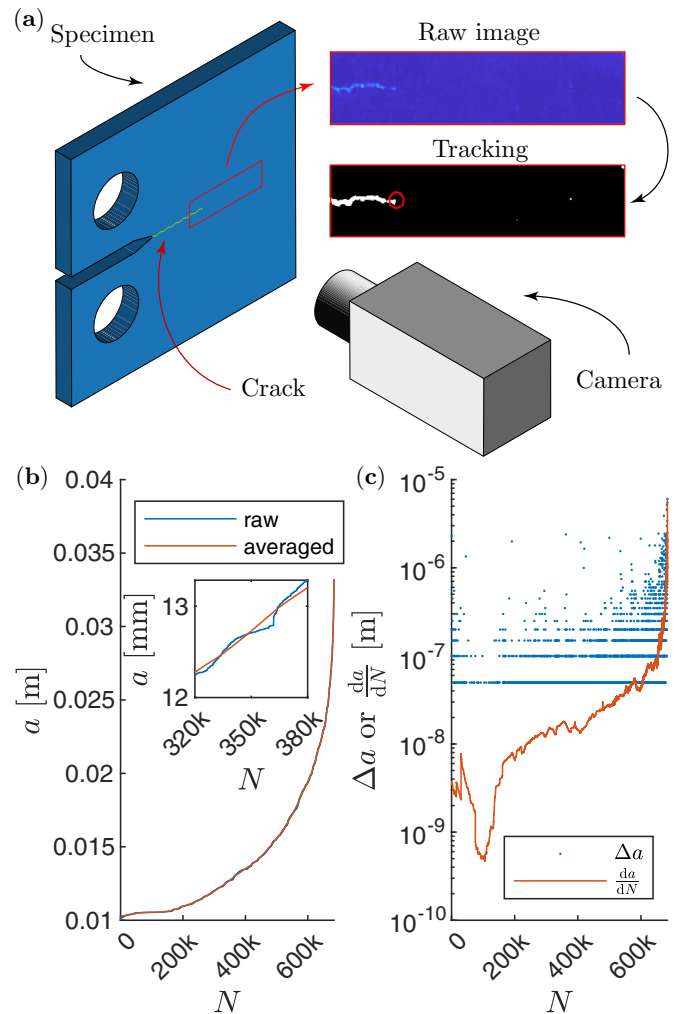 (a)
Specimen
Raw image
Tracking
Crack
Camera
(b)
0.04
0.035
0.03
0.025
0.02
0.015
0.01
a [m]
raw
averaged
13
12
a [mm]
320k
350k
380k
N
0
200k
400k
600k
N
(c)
10⁻⁵
10⁻⁶
10⁻⁷
10⁻⁸
10⁻⁹
10⁻¹⁰
Δa or da/dN [m]
Δa
da/dN
0
200k
400k
600k
N